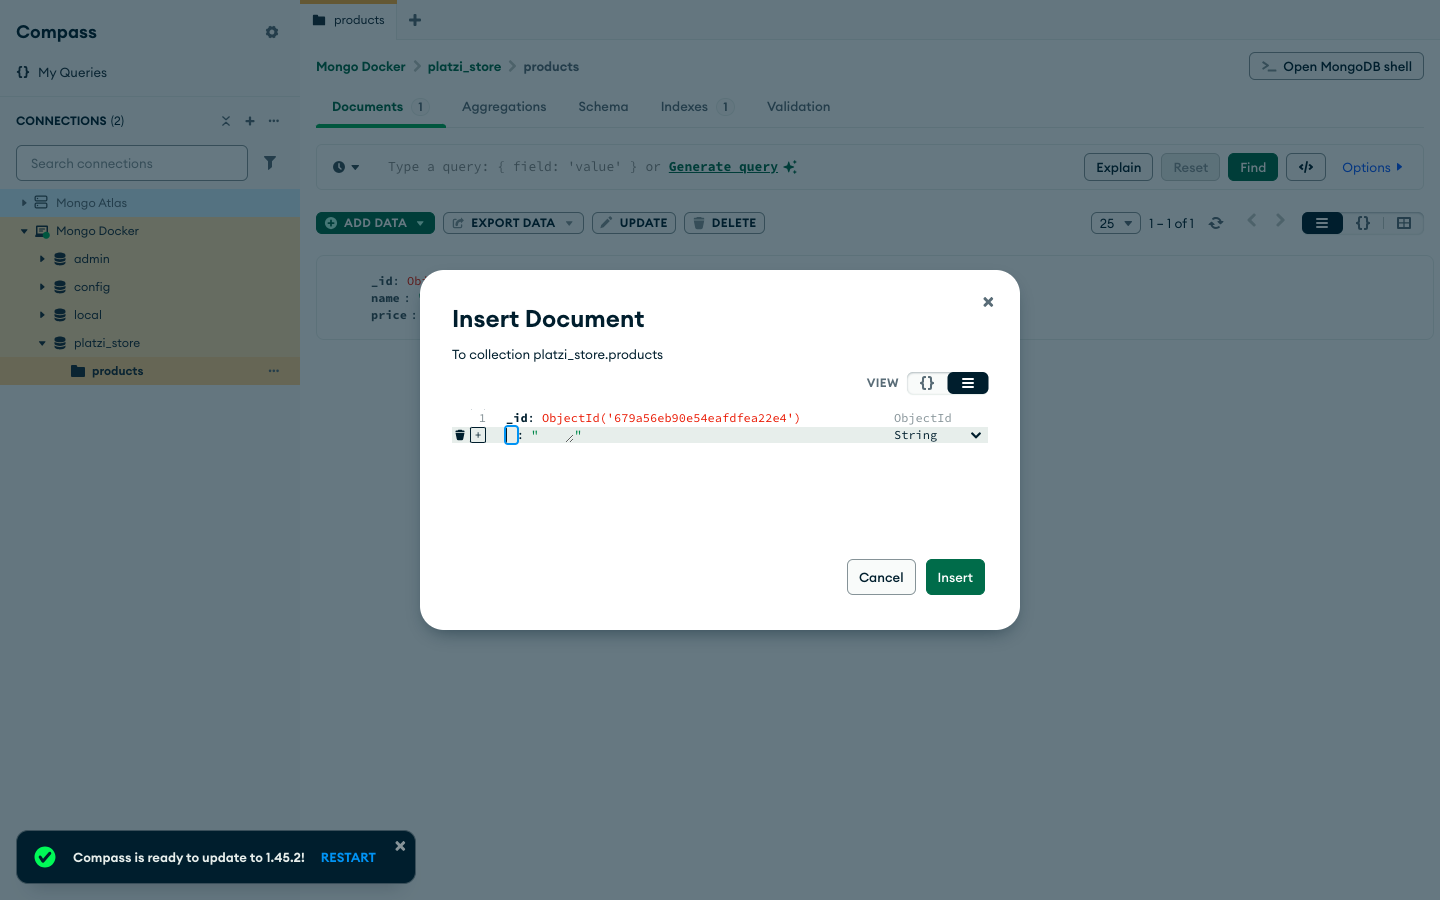 Compass
My Queries
CONNECTIONS (2)
Search connections
Mongo Atlas
Mongo Docker
admin
config
local
platzi_store
products
products
Mongo Docker > platzi_store > products
>_ Open MongoDB shell
Documents 1 Aggregations Schema Indexes 1 Validation
Type a query: { field: 'value' } or Generate query
Explain Reset Find </> Options
ADD DATA EXPORT DATA UPDATE DELETE
25 1 – 1 of 1 {}
_id: Obj
name :
price :
Insert Document
To collection platzi_store.products
VIEW {}
1 _id: ObjectId('679a56eb90e54eafdfea22e4') ObjectId
+ : " " String
Cancel Insert
Compass is ready to update to 1.45.2! RESTART